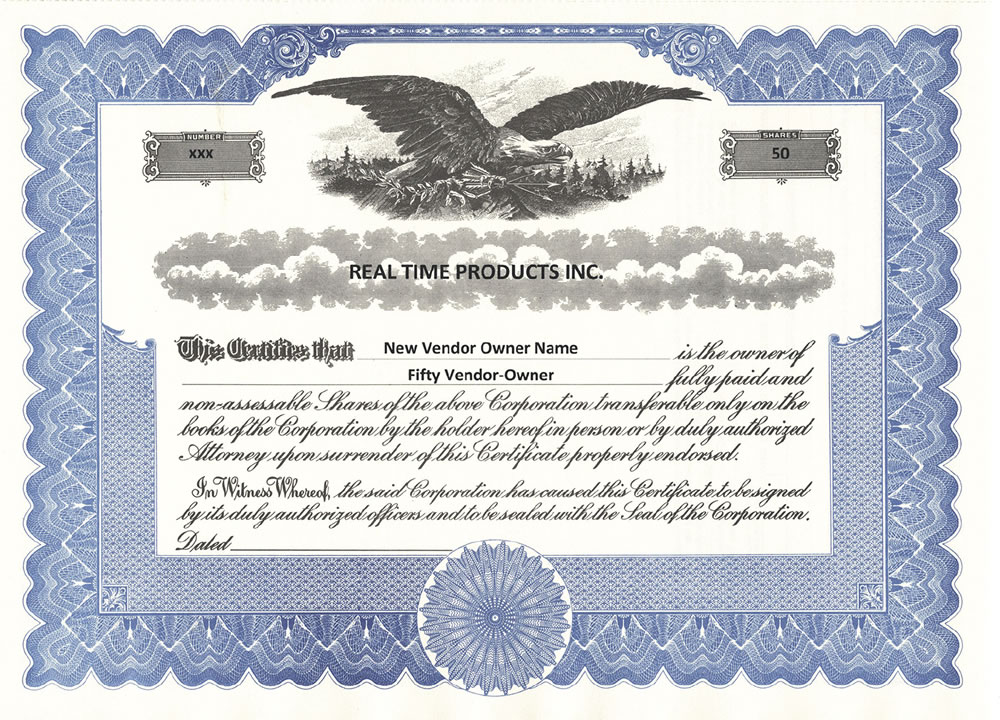 NUMBER
XXX
SHARES
50
REAL TIME PRODUCTS INC.
This Certifies that New Vendor Owner Name is the owner of
Fifty Vendor-Owner fully paid and
non-assessable Shares of the above Corporation transferable only on the
books of the Corporation by the holder hereof in person or by duly authorized
Attorney upon surrender of this Certificate properly endorsed.
In Witness Whereof, the said Corporation has caused this Certificate to be signed
by its duly authorized officers and to be sealed with the Seal of the Corporation.
Dated